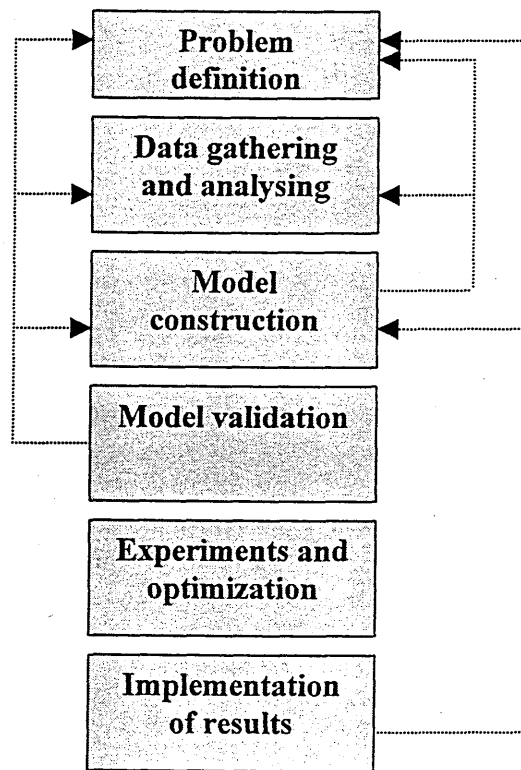 Problem
definition
Data gathering
and analysing
Model
construction
Model validation
Experiments and
optimization
Implementation
of results